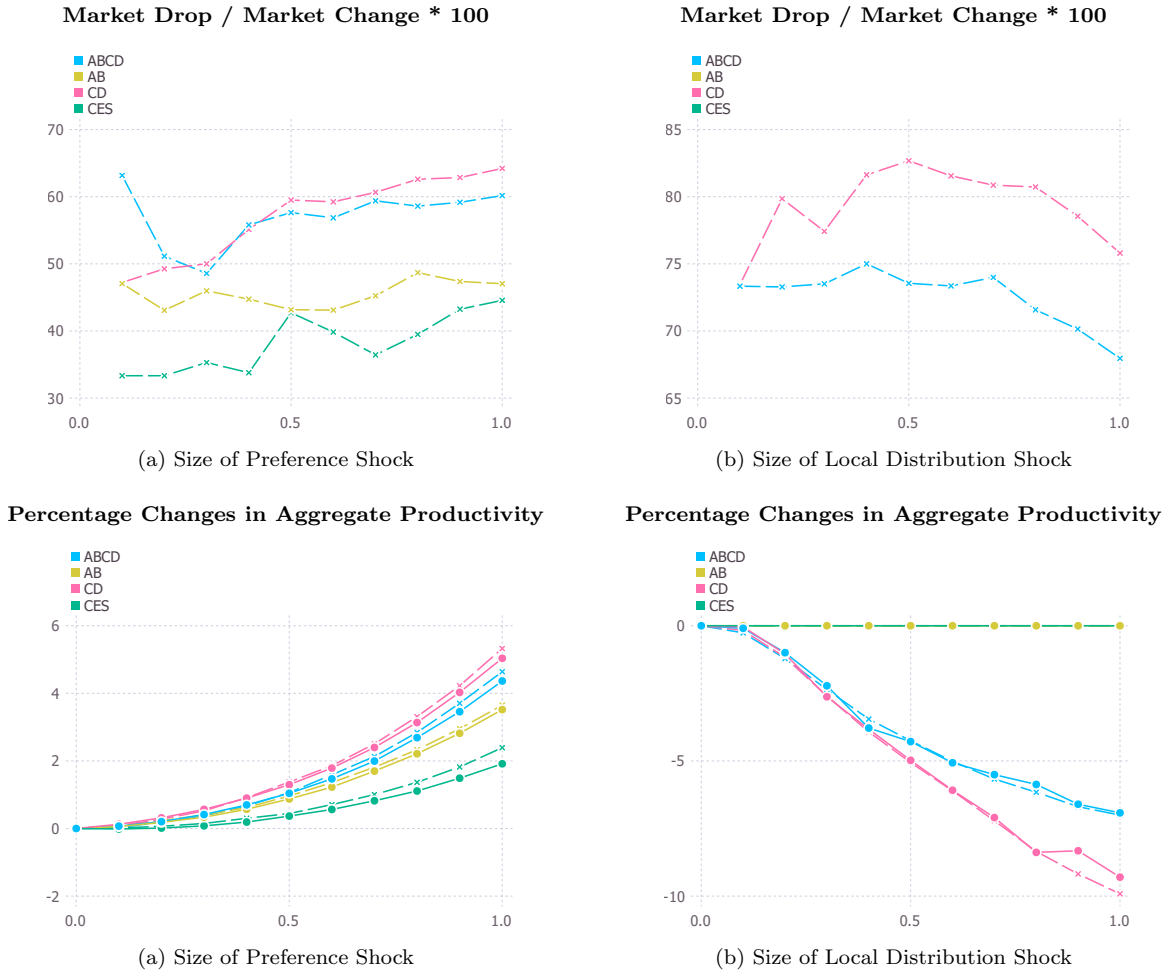 Market Drop / Market Change * 100
ABCD
AB
CD
CES
70
60
50
40
30
0.0
0.5
1.0
(a) Size of Preference Shock
Market Drop / Market Change * 100
ABCD
AB
CD
CES
85
80
75
70
65
0.0
0.5
1.0
(b) Size of Local Distribution Shock
Percentage Changes in Aggregate Productivity
ABCD
AB
CD
CES
6
4
2
0
-2
0.0
0.5
1.0
(a) Size of Preference Shock
Percentage Changes in Aggregate Productivity
ABCD
AB
CD
CES
0
-5
-10
0.0
0.5
1.0
(b) Size of Local Distribution Shock